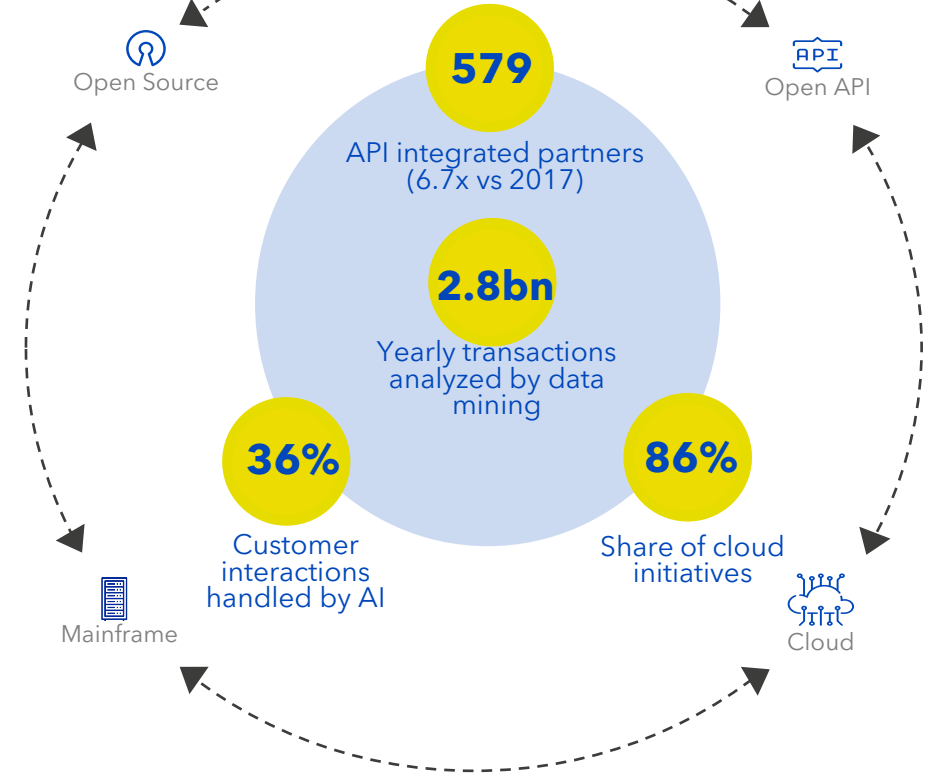 Open Source
API
Open API
579
API integrated partners
(6.7x vs 2017)
2.8bn
Yearly transactions
analyzed by data
mining
36%
Customer
interactions
handled by AI
86%
Share of cloud
initiatives
Mainframe
Cloud